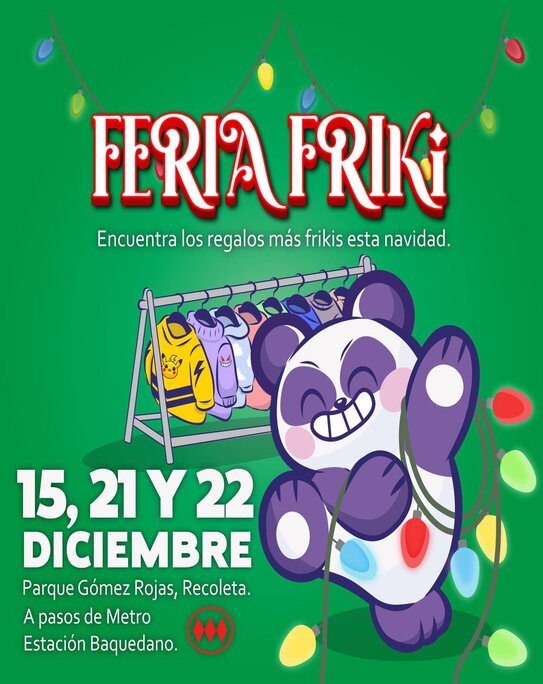 FERIA FRIKi
Encuentra los regalos más frikis esta navidad.
15, 21 Y 22
DICIEMBRE
Parque Gómez Rojas, Recoleta.
A pasos de Metro
Estación Baquedano.